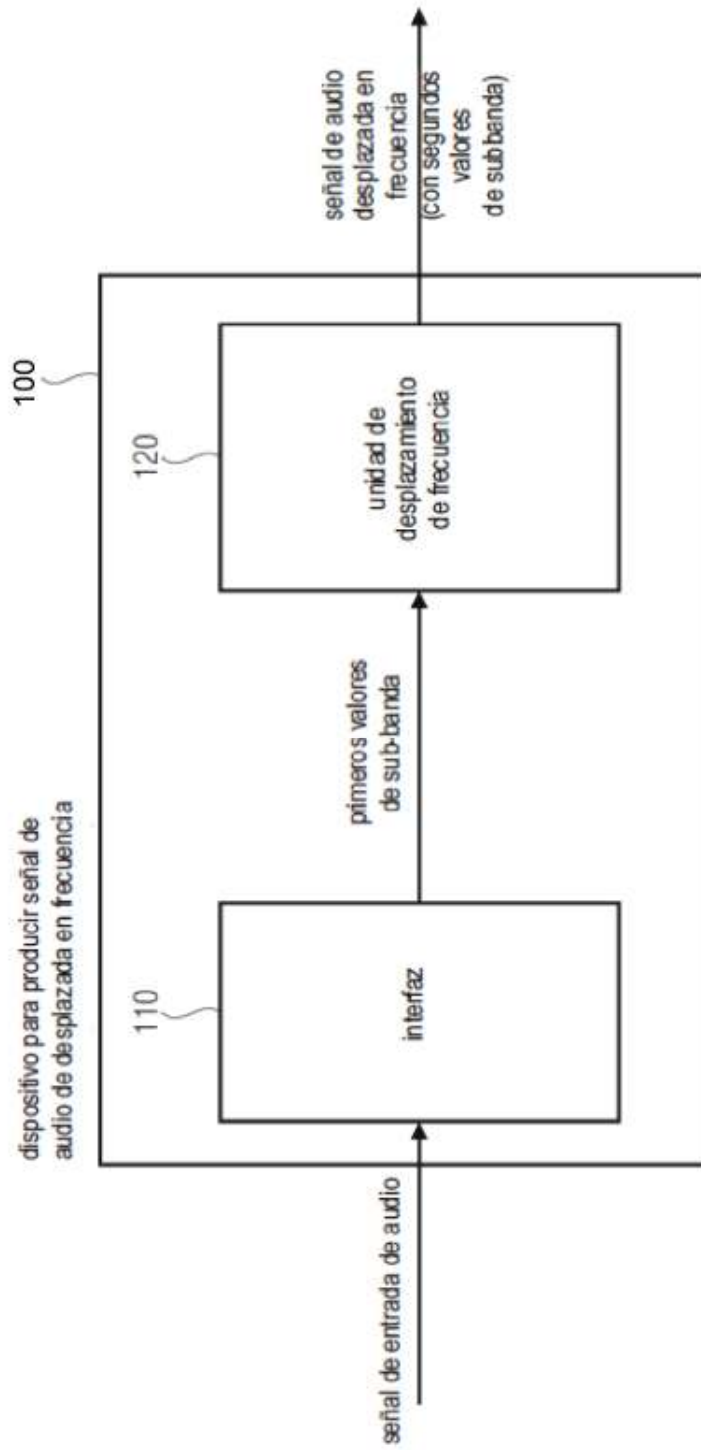 dispositivo para producir señal de
audio de desplazada en frecuencia
100
señal de entrada de audio
110
interfaz
primeros valores
de sub-banda
120
unidad de
desplazamiento
de frecuencia
señal de audio
desplazada en
frecuencia
(con segundos
valores
de subbanda)